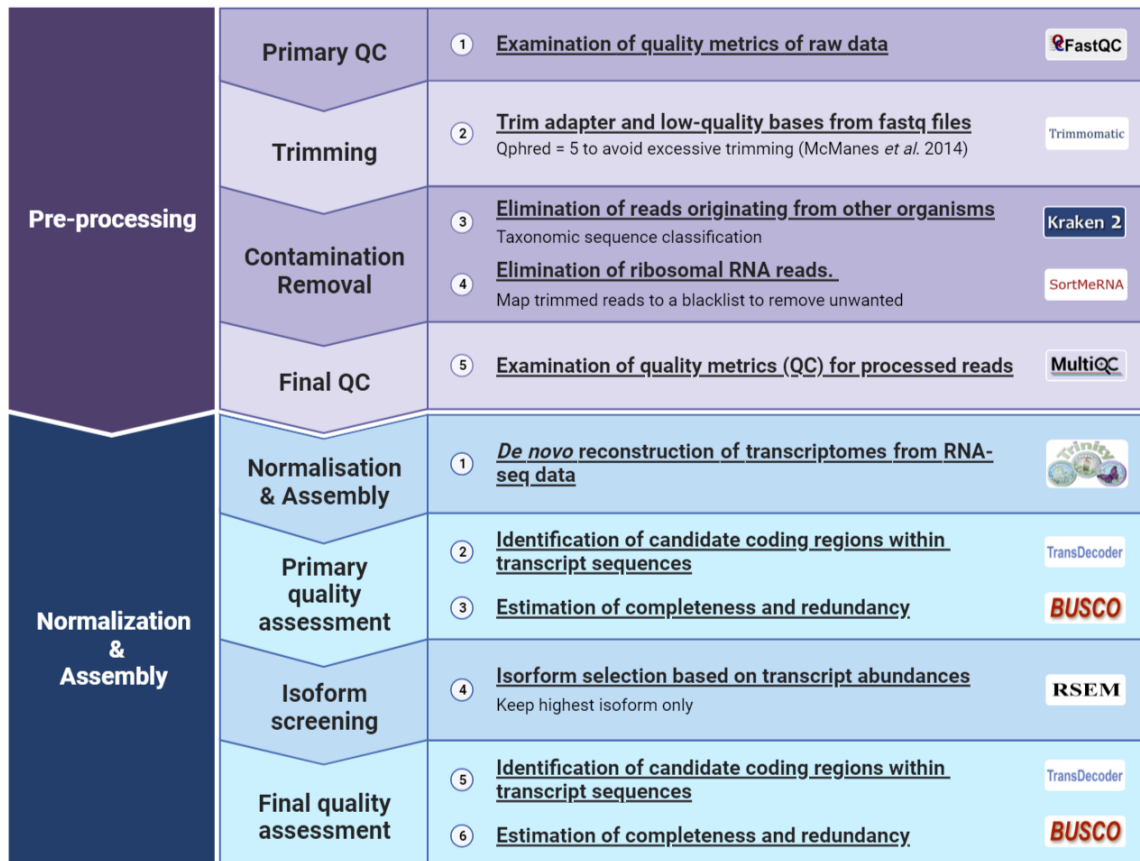 Pre-processing
Primary QC
1
Examination of quality metrics of raw data
FastQC
Trimming
2
Trim adapter and low-quality bases from fastq files
Qphred = 5 to avoid excessive trimming (McManes et al. 2014)
Trimmomatic
Contamination
Removal
3
Elimination of reads originating from other organisms
Taxonomic sequence classification
Kraken 2
4
Elimination of ribosomal RNA reads.
Map trimmed reads to a blacklist to remove unwanted
SortMeRNA
Final QC
5
Examination of quality metrics (QC) for processed reads
MultiQC
Normalization
&
Assembly
Normalisation
& Assembly
1
De novo reconstruction of transcriptomes from RNA-
seq data
Trinity
Primary
quality
assessment
2
Identification of candidate coding regions within
transcript sequences
TransDecoder
3
Estimation of completeness and redundancy
BUSCO
Isoform
screening
4
Isorform selection based on transcript abundances
Keep highest isoform only
RSEM
Final quality
assessment
5
Identification of candidate coding regions within
transcript sequences
TransDecoder
6
Estimation of completeness and redundancy
BUSCO